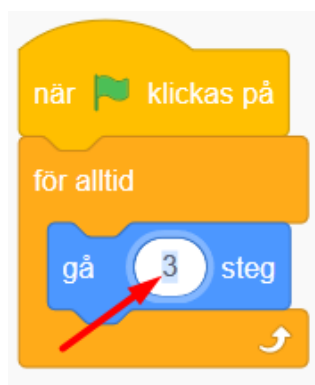 när klickas på
för alltid
gå 3 steg